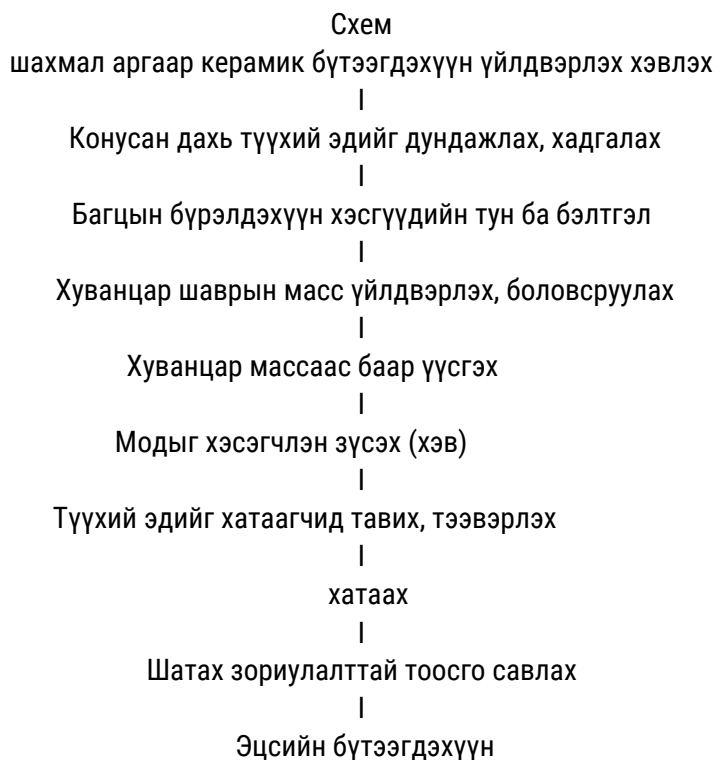 Схем
шахмал аргаар керамик бүтээгдэхүүн үйлдвэрлэх хэвлэх
I
Конусан дахь түүхий эдийг дундажлах, хадгалах
I
Багцын бүрэлдэхүүн хэсгүүдийн тун ба бэлтгэл
I
Хуванцар шаврын масс үйлдвэрлэх, боловсруулах
I
Хуванцар массаас баар үүсгэх
I
Модыг хэсэгчлэн зүсэх (хэв)
I
Түүхий эдийг хатаагчид тавих, тээвэрлэх
I
хатаах
I
Шатах зориулалттай тоосго савлах
I
Эцсийн бүтээгдэхүүн